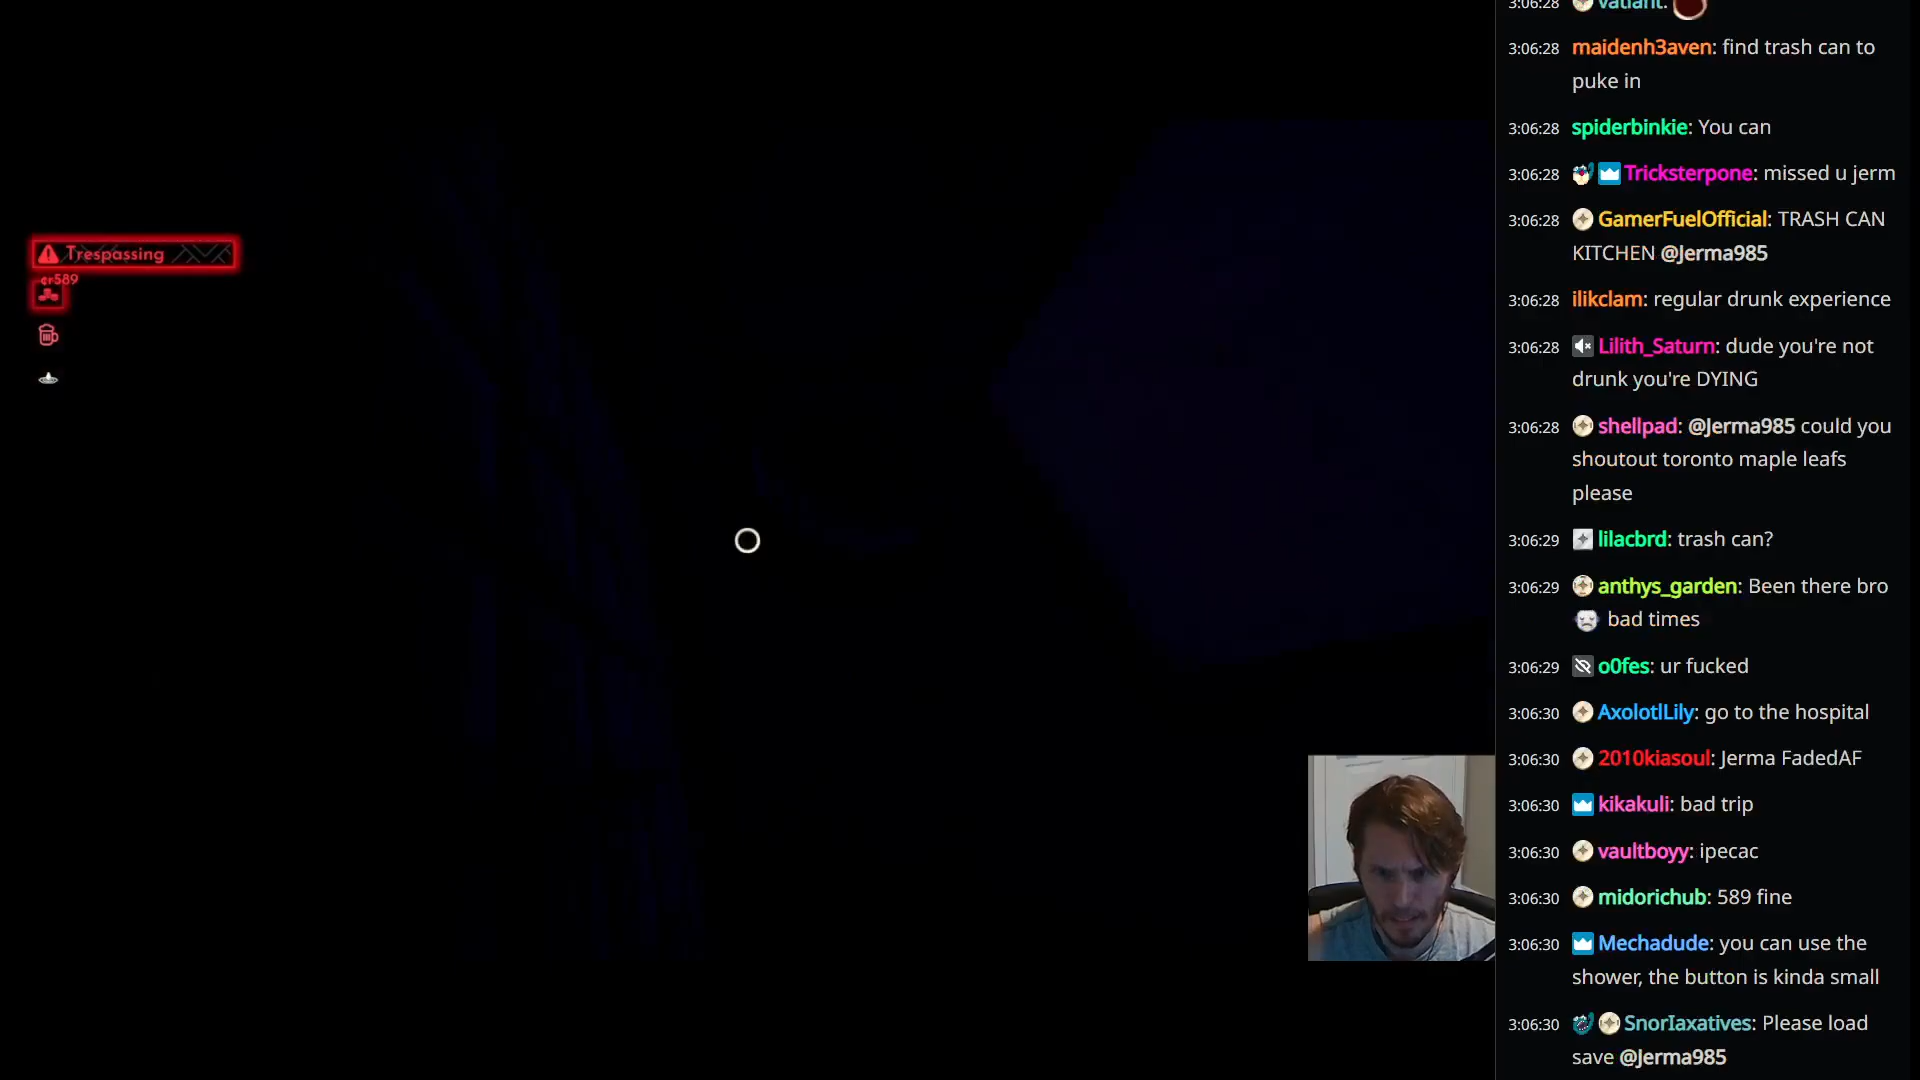 Trespassing
cr589
3:06:28 vatiant:
3:06:28 maidenh3aven: find trash can to
puke in
3:06:28 spiderbinkie: You can
3:06:28 Tricksterpone: missed u jerm
3:06:28 GamerFuelOfficial: TRASH CAN
KITCHEN @Jerma985
3:06:28 ilikclam: regular drunk experience
3:06:28 Lilith_Saturn: dude you're not
drunk you're DYING
3:06:28 shellpad: @Jerma985 could you
shoutout toronto maple leafs
please
3:06:29 lilacbrd: trash can?
3:06:29 anthys_garden: Been there bro
bad times
3:06:29 o0fes: ur fucked
3:06:30 AxolotlLily: go to the hospital
3:06:30 2010kiasoul: Jerma FadedAF
3:06:30 kikakuli: bad trip
3:06:30 vaultboyy: ipecac
3:06:30 midorichub: 589 fine
3:06:30 Mechadude: you can use the
shower, the button is kinda small
3:06:30 SnorIaxatives: Please load
save @Jerma985